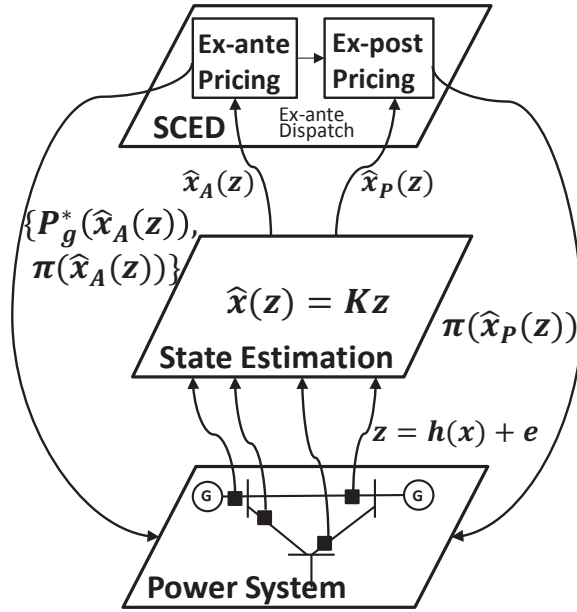 Ex-ante
Pricing
Ex-post
Pricing
SCED
Ex-ante
Dispatch
x̂_A(z)
x̂_P(z)
{P_g^*(x̂_A(z)),
π(x̂_A(z))}
x̂(z) = Kz
π(x̂_P(z))
State Estimation
z = h(x) + e
G
G
Power System